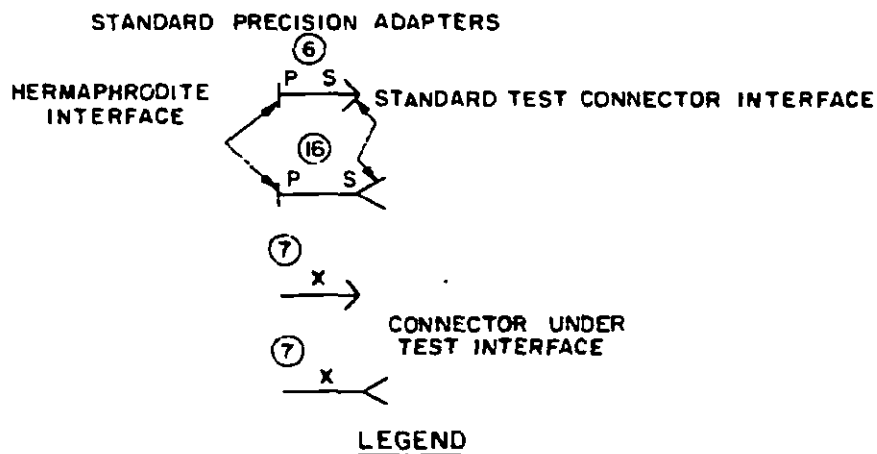 STANDARD PRECISION ADAPTERS
6
HERMAPHRODITE
INTERFACE
P S
STANDARD TEST CONNECTOR INTERFACE
16
P S
7
X
CONNECTOR UNDER
TEST INTERFACE
7
X
LEGEND